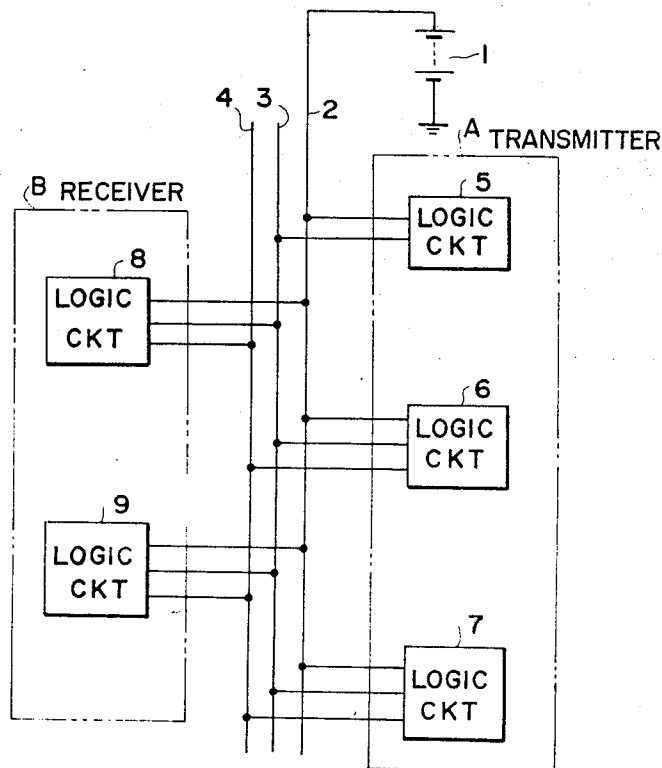 1
4 3 2
A TRANSMITTER
B RECEIVER
5
LOGIC
CKT
8
LOGIC
CKT
6
LOGIC
CKT
9
LOGIC
CKT
7
LOGIC
CKT